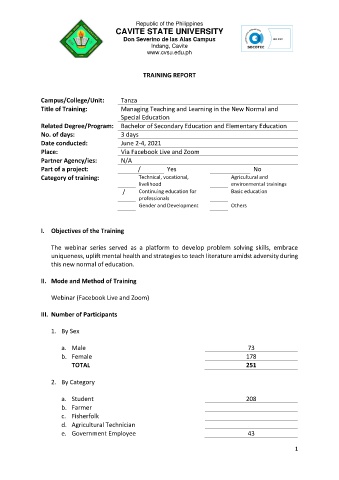 Republic of the Philippines
CAVITE STATE UNIVERSITY
Don Severino de las Alas Campus
Indang, Cavite
www.cvsu.edu.ph
SOCOTEC
TRAINING REPORT
Campus/College/Unit: Tanza
Title of Training: Managing Teaching and Learning in the New Normal and
Special Education
Related Degree/Program: Bachelor of Secondary Education and Elementary Education
No. of days: 3 days
Date conducted: June 2-4, 2021
Place: Via Facebook Live and Zoom
Partner Agency/ies: N/A
Part of a project: / Yes No
Category of training: Technical, vocational, Agricultural and
livelihood environmental trainings
/ Continuing education for Basic education
professionals
Gender and Development Others
I. Objectives of the Training
The webinar series served as a platform to develop problem solving skills, embrace
uniqueness, uplift mental health and strategies to teach literature amidst adversity during
this new normal of education.
II. Mode and Method of Training
Webinar (Facebook Live and Zoom)
III. Number of Participants
1. By Sex
a. Male 73
b. Female 178
TOTAL 251
2. By Category
a. Student 208
b. Farmer
c. Fisherfolk
d. Agricultural Technician
e. Government Employee 43
1